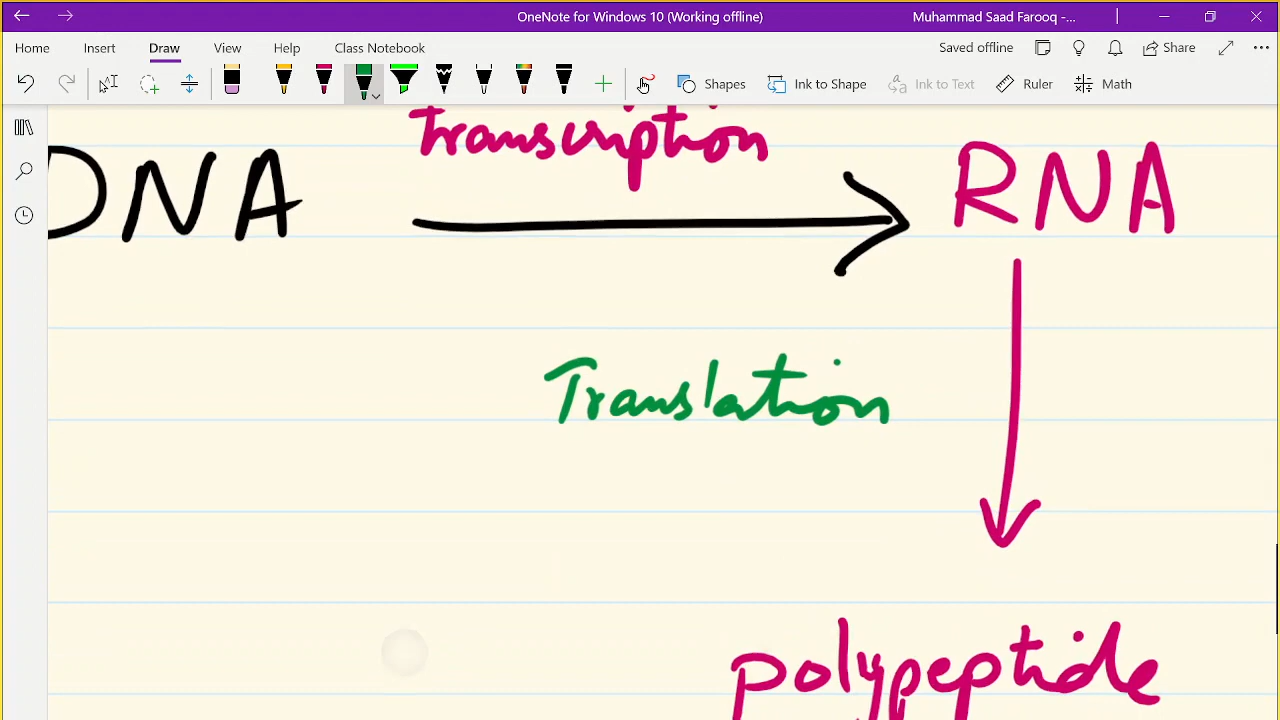 OneNote for Windows 10 (Working offline) Muhammad Saad Farooq -...
Home Insert Draw View Help Class Notebook Saved offline Share
Shapes Ink to Shape Ink to Text Ruler Math
Transcription
DNA RNA
Translation
polypeptide